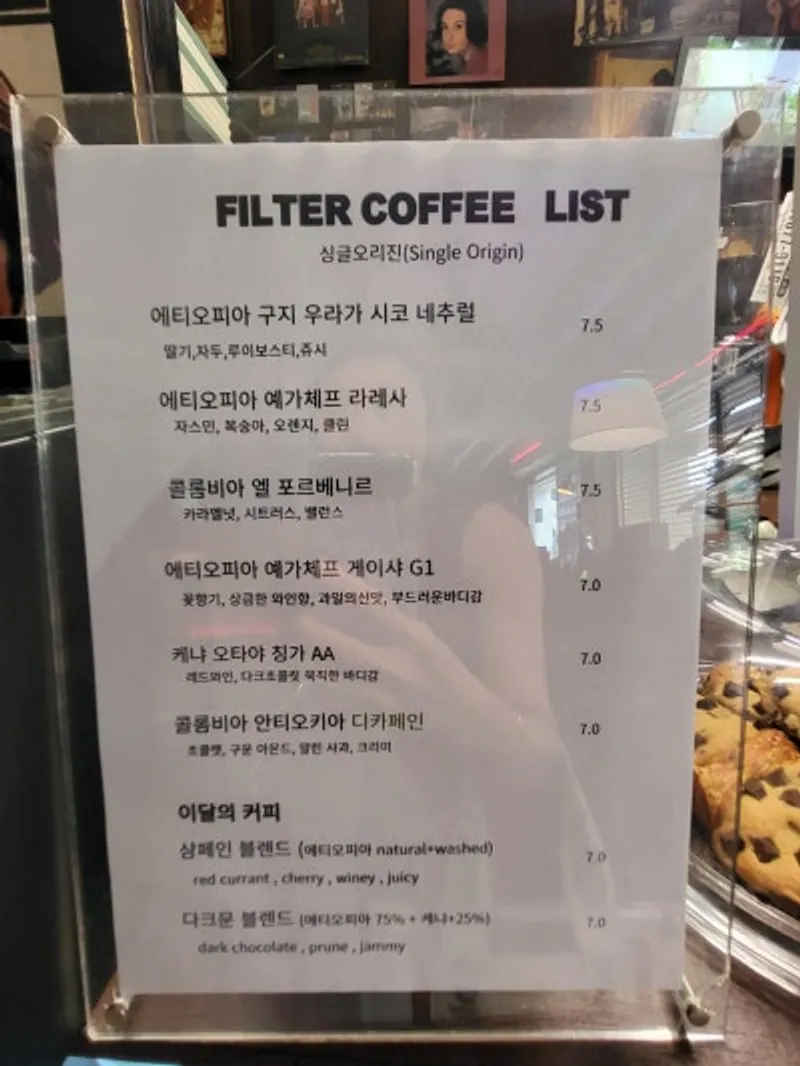 FILTER COFFEE LIST
싱글오리진(Single Origin)
에티오피아 구지 우라가 시코 네추럴 7.5
딸기,자두,루이보스티,쥬시
에티오피아 예가체프 라레사 7.5
자스민, 복숭아, 오렌지, 클린
콜롬비아 엘 포르베니르 7.5
카라멜넛, 시트러스, 밸런스
에티오피아 예가체프 게이샤 G1 7.0
꽃향기, 상큼한 와인향, 과일의신맛, 부드러운바디감
케냐 오타야 칭가 AA 7.0
레드와인, 다크초콜릿 묵직한 바디감
콜롬비아 안티오키아 디카페인 7.0
초콜렛, 구운 아몬드, 말린 사과, 크리미
이달의 커피
샴페인 블렌드 (에티오피아 natural+washed) 7.0
red currant , cherry , winey , juicy
다크문 블렌드 (에티오피아 75% + 케냐+25%) 7.0
dark chocolate , prune , jammy